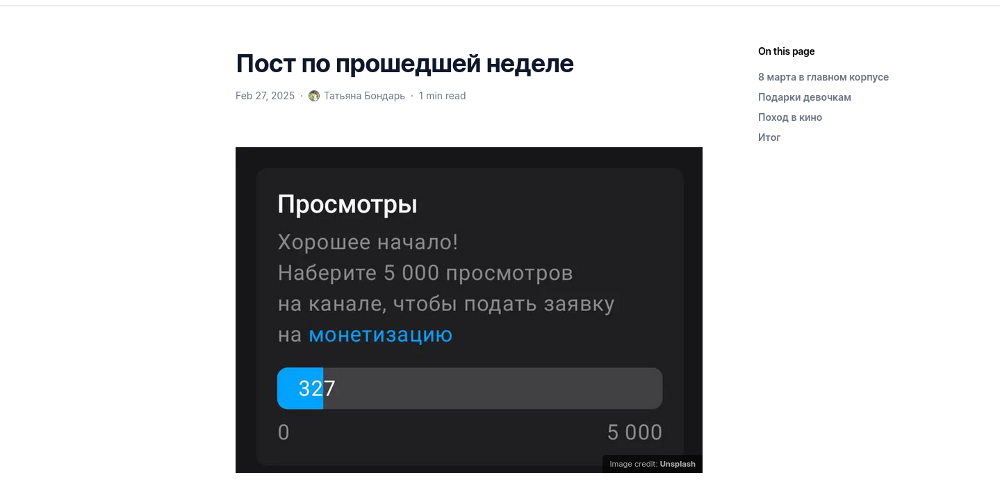 Пост по прошедшей неделе
Feb 27, 2025 · Татьяна Бондарь · 1 min read
Просмотры
Хорошее начало!
Наберите 5 000 просмотров
на канале, чтобы подать заявку
на монетизацию
327
0 5 000
Image credit: Unsplash
On this page
8 марта в главном корпусе
Подарки девочкам
Поход в кино
Итог